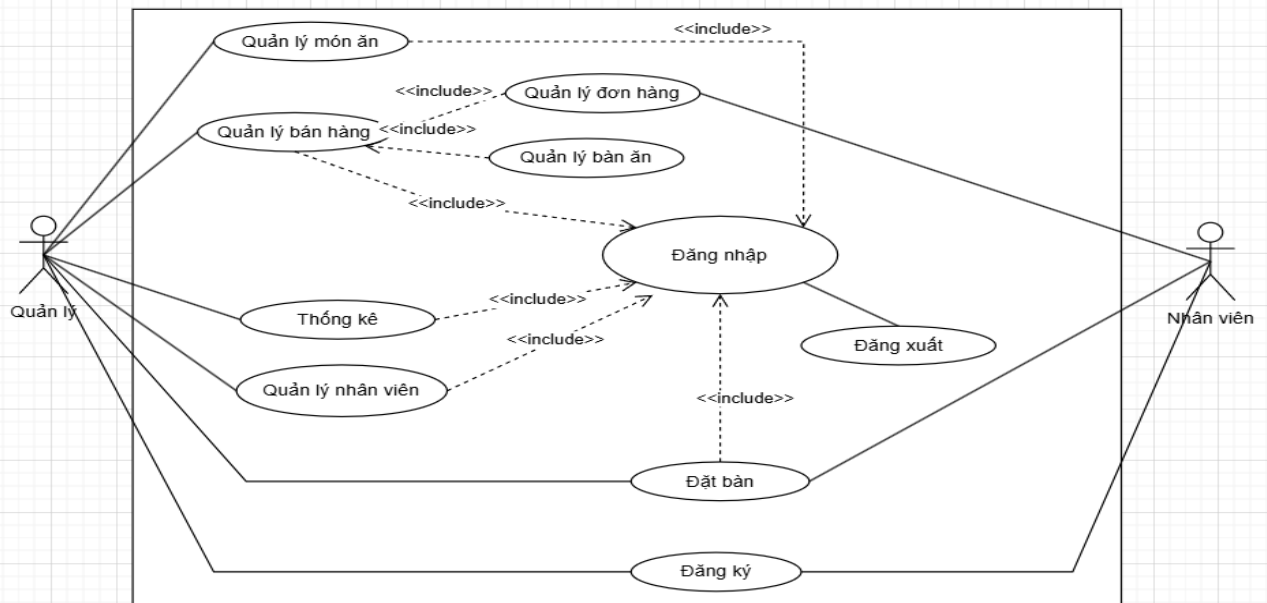 <<include>>
Quản lý món ăn
<<include>>
Quản lý đơn hàng
Quản lý bán hàng
<<include>>
Quản lý bàn ăn
<<include>>
Đăng nhập
Quản lý
<<include>>
Thống kê
Nhân viên
<<include>>
Đăng xuất
Quản lý nhân viên
<<include>>
Đặt bàn
Đăng ký